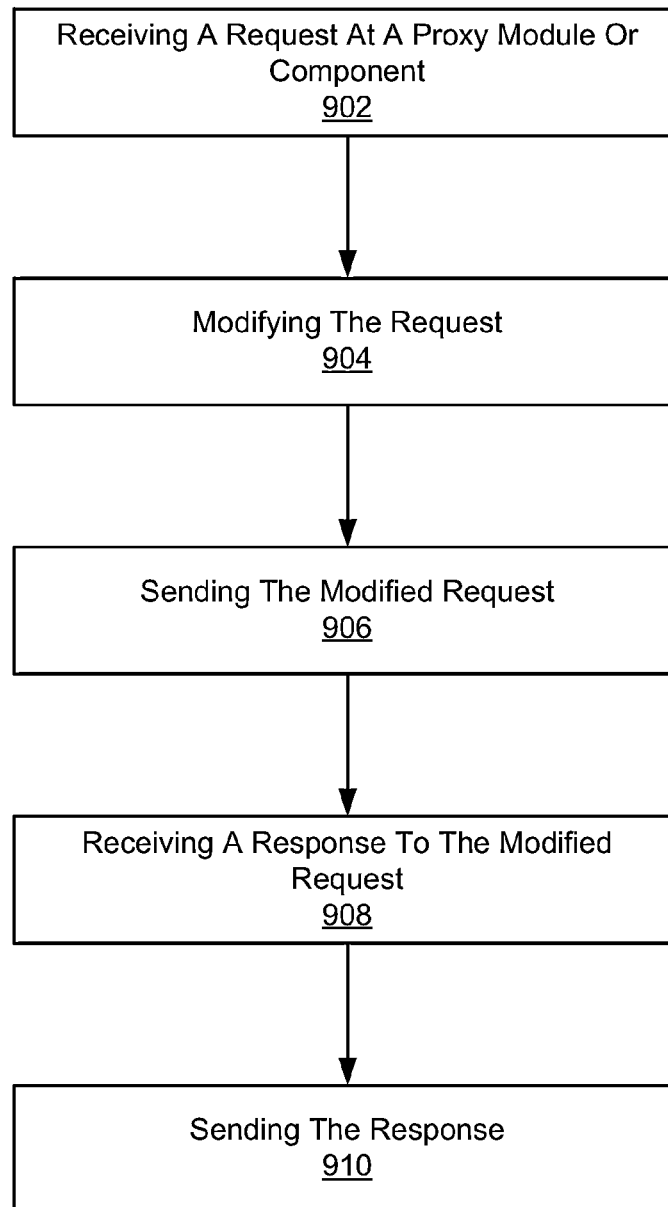 Receiving A Request At A Proxy Module Or
Component
902
Modifying The Request
904
Sending The Modified Request
906
Receiving A Response To The Modified
Request
908
Sending The Response
910